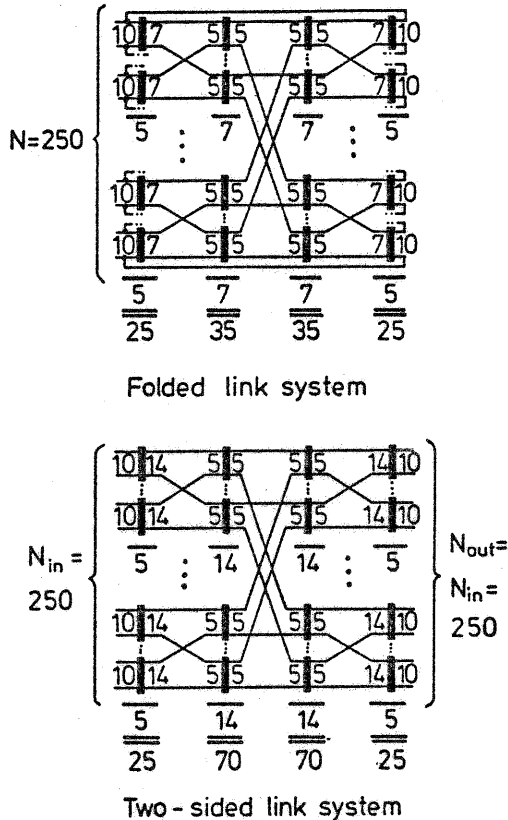 10 7 5 5 5 5 7 10
10 7 5 5 5 5 7 10
5 7 7 5
N=250
10 7 5 5 5 5 7 10
10 7 5 5 5 5 7 10
5 7 7 5
25 35 35 25
Folded link system
10 14 5 5 5 5 14 10
10 14 5 5 5 5 14 10
5 14 14 5
N in =
250
N out =
N in =
250
10 14 5 5 5 5 14 10
10 14 5 5 5 5 14 10
5 14 14 5
25 70 70 25
Two-sided link system